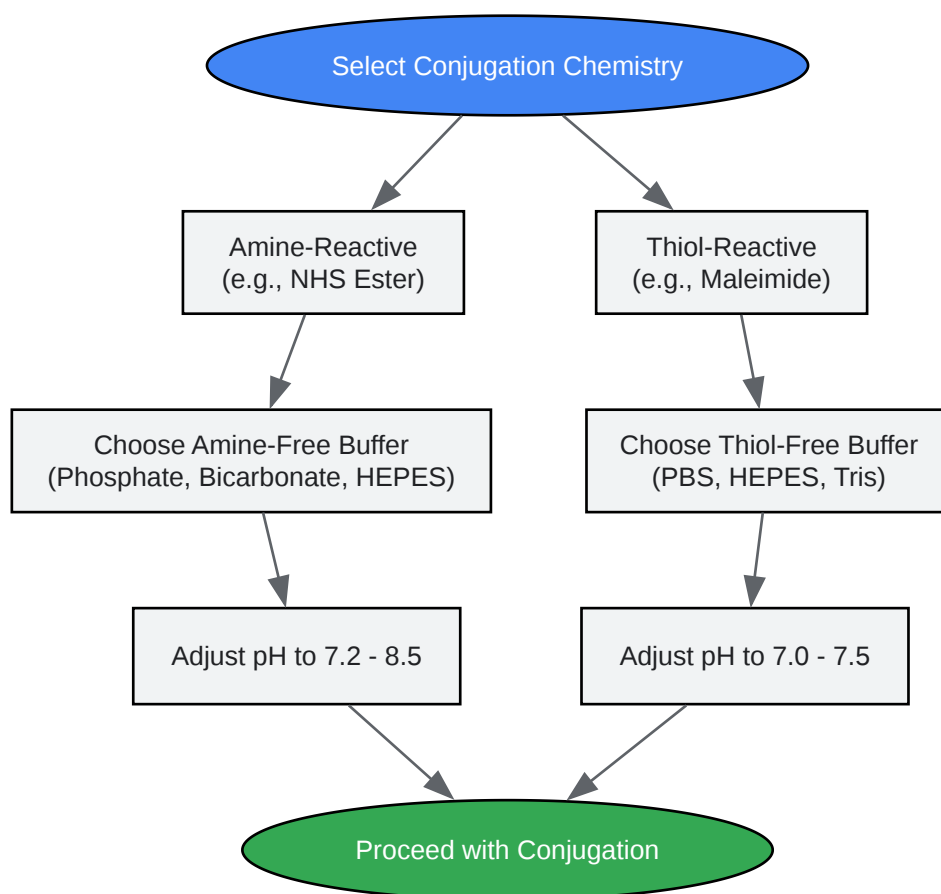 Select Conjugation Chemistry
Amine-Reactive
(e.g., NHS Ester)
Thiol-Reactive
(e.g., Maleimide)
Choose Amine-Free Buffer
(Phosphate, Bicarbonate, HEPES)
Choose Thiol-Free Buffer
(PBS, HEPES, Tris)
Adjust pH to 7.2 - 8.5
Adjust pH to 7.0 - 7.5
Proceed with Conjugation